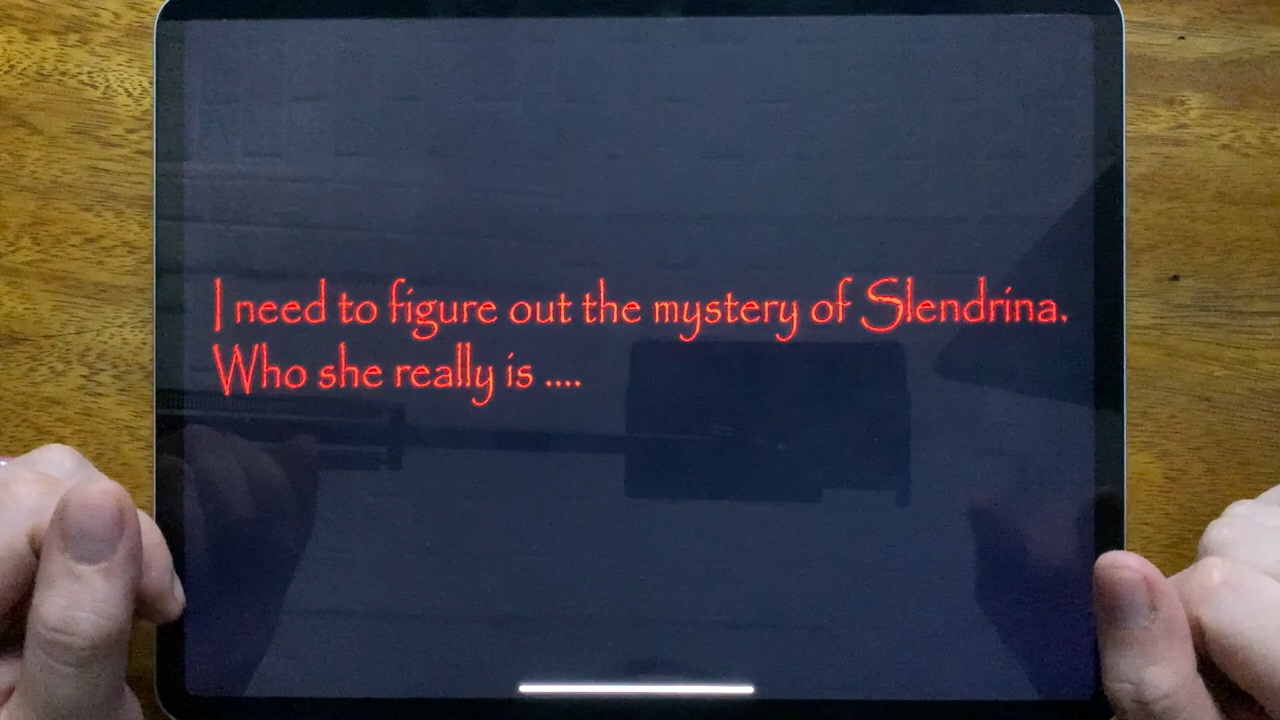 I need to figure out the mystery of Slendrina.
Who she really is ....